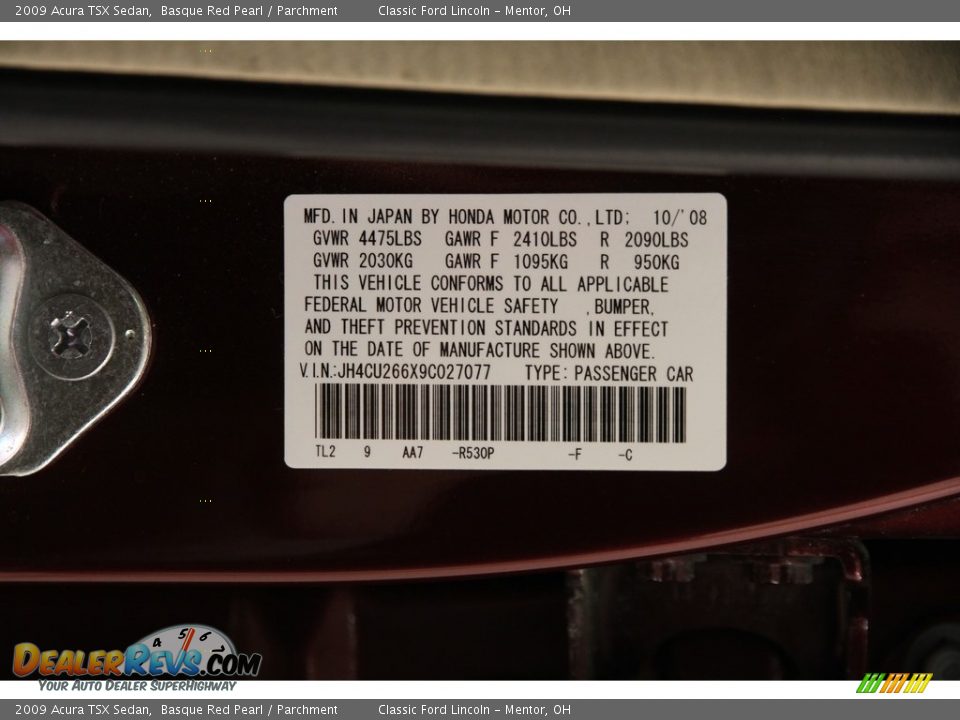 2009 Acura TSX Sedan, Basque Red Pearl / Parchment Classic Ford Lincoln - Mentor, OH
MFD. IN JAPAN BY HONDA MOTOR CO., LTD: 10/'08
GVWR 4475LBS GAWR F 2410LBS R 2090LBS
GVWR 2030KG GAWR F 1095KG R 950KG
THIS VEHICLE CONFORMS TO ALL APPLICABLE
FEDERAL MOTOR VEHICLE SAFETY , BUMPER,
AND THEFT PREVENTION STANDARDS IN EFFECT
ON THE DATE OF MANUFACTURE SHOWN ABOVE.
V.I.N.:JH4CU266X9C027077 TYPE: PASSENGER CAR
TL2 9 AA7 -R530P -F -C
4 5 6
DEALERREVS.COM
YOUR AUTO DEALER SUPERHIGHWAY
2009 Acura TSX Sedan, Basque Red Pearl / Parchment Classic Ford Lincoln - Mentor, OH